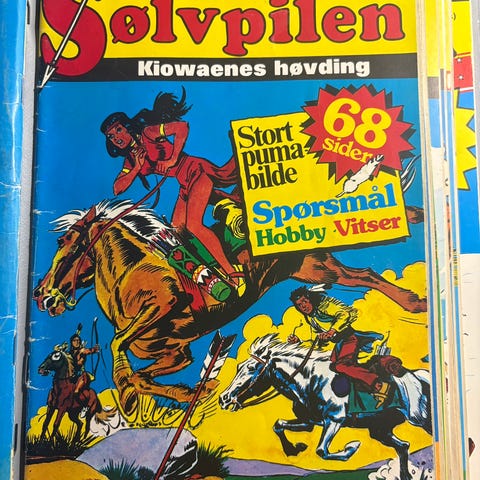 Sølvpilen
Kiowaenes høvding
Stort
puma-
bilde
68
sider
Spørsmål
Hobby Vitser